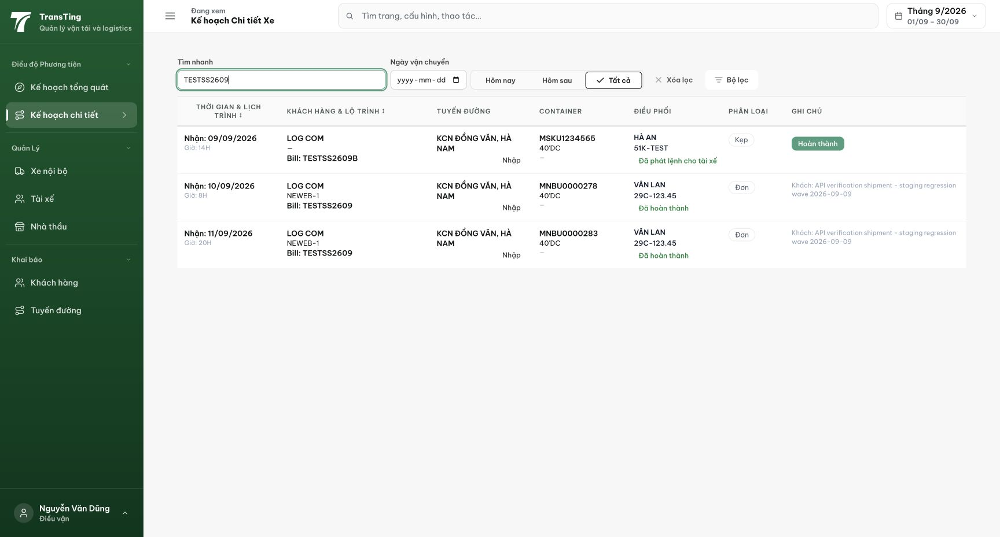 TransTing
Quản lý vận tải và logistics
Điều độ Phương tiện
Kế hoạch tổng quát
Kế hoạch chi tiết
Quản Lý
Xe nội bộ
Tài xế
Nhà thầu
Khai báo
Khách hàng
Tuyến đường
Nguyễn Văn Dũng
Điều vận
Đang xem
Kế hoạch Chi tiết Xe
Tìm trang, cấu hình, thao tác...
Tháng 9/2026
01/09 – 30/09
Tìm nhanh
TESTSS2609
Ngày vận chuyển
yyyy-mm-dd
Hôm nay
Hôm sau
Tất cả
Xóa lọc
Bộ lọc
THỜI GIAN & LỊCH
TRÌNH ↕
KHÁCH HÀNG & LỘ TRÌNH ↕
TUYẾN ĐƯỜNG
CONTAINER
ĐIỀU PHỐI
PHÂN LOẠI
GHI CHÚ
Nhận: 09/09/2026
Giờ: 14H
LOG COM
—
Bill: TESTSS2609B
KCN ĐỒNG VĂN, HÀ
NAM
Nhập
MSKU1234565
40'DC
—
HÀ AN
51K-TEST
Đã phát lệnh cho tài xế
Kẹp
Hoàn thành
Nhận: 10/09/2026
Giờ: 8H
LOG COM
NEWEB-1
Bill: TESTSS2609
KCN ĐỒNG VĂN, HÀ
NAM
Nhập
MNBU0000278
40'DC
—
VÂN LAN
29C-123.45
Đã hoàn thành
Đơn
Khách: API verification shipment - staging regression
wave 2026-09-09
Nhận: 11/09/2026
Giờ: 20H
LOG COM
NEWEB-1
Bill: TESTSS2609
KCN ĐỒNG VĂN, HÀ
NAM
Nhập
MNBU0000283
40'DC
—
VÂN LAN
29C-123.45
Đã hoàn thành
Đơn
Khách: API verification shipment - staging regression
wave 2026-09-09